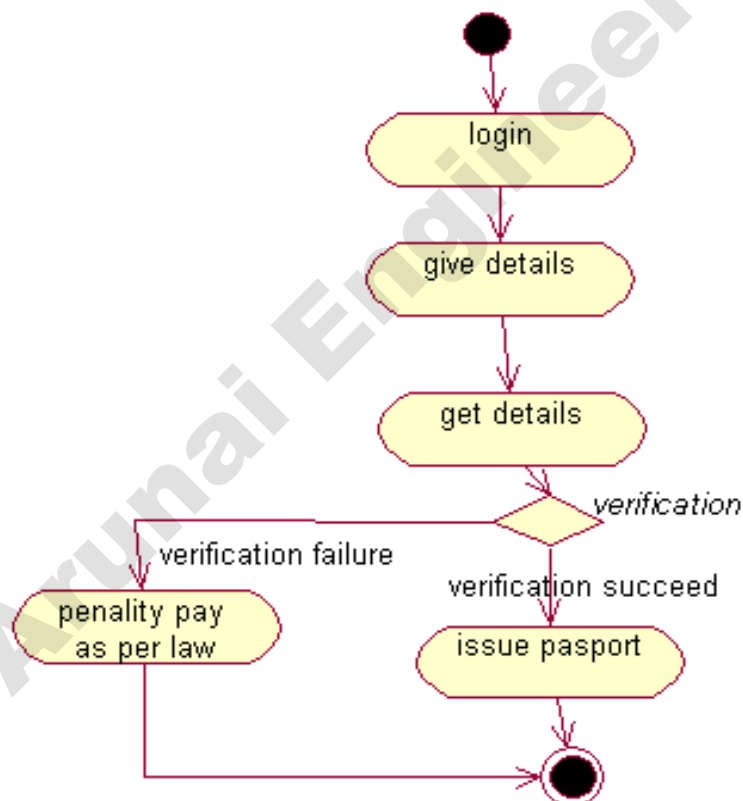 login
give details
get details
verification
verification failure
verification succeed
penality pay
as per law
issue pasport
Arunai Engineer